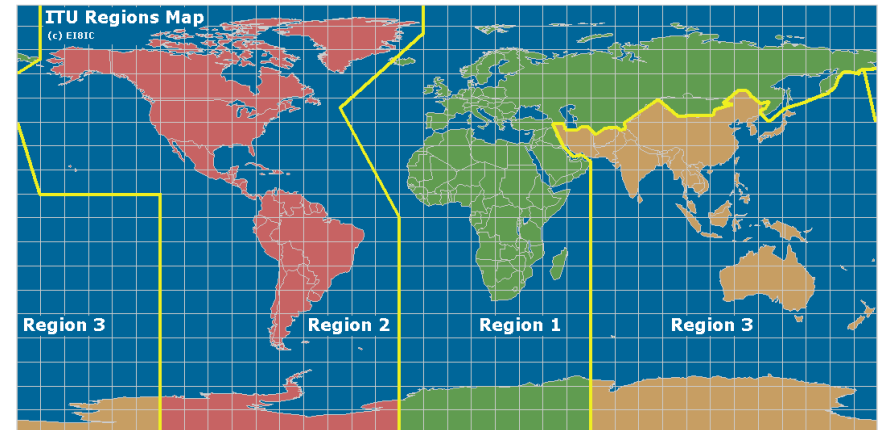 ITU Regions Map
(c) EI8IC
Region 3
Region 2
Region 1
Region 3